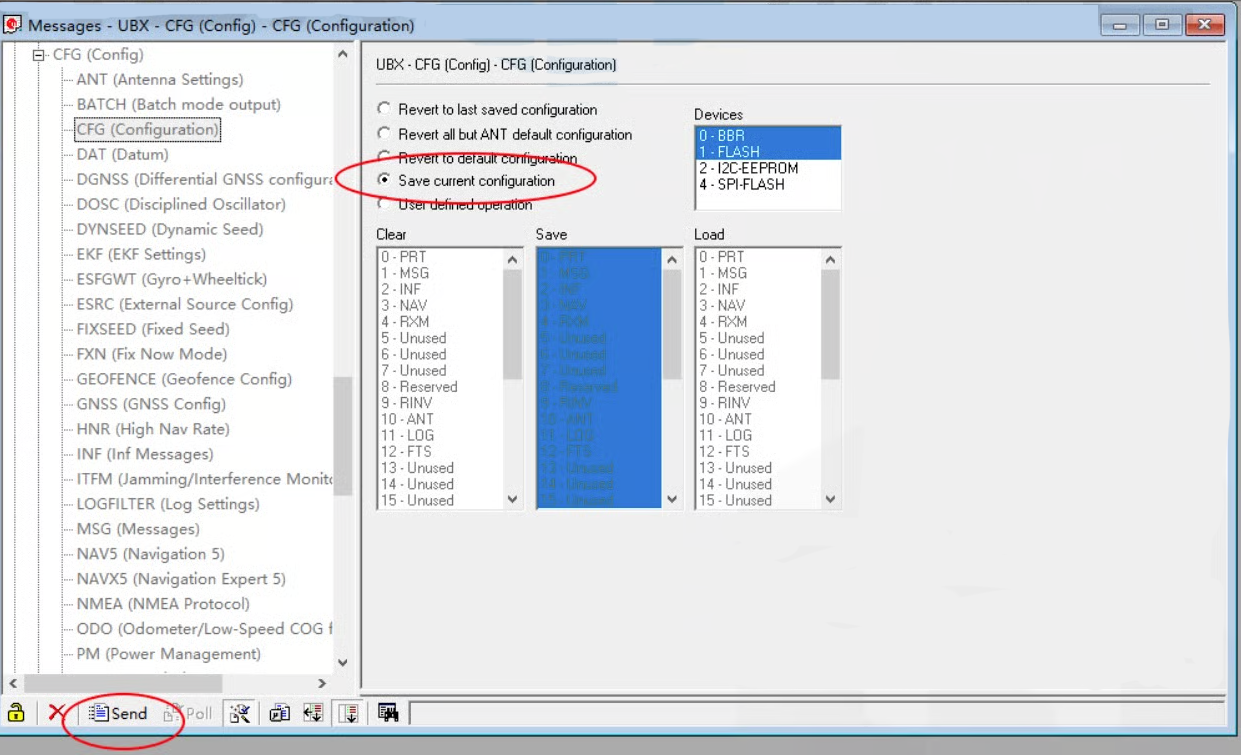 Messages - UBX - CFG (Config) - CFG (Configuration)
CFG (Config)
ANT (Antenna Settings)
BATCH (Batch mode output)
CFG (Configuration)
DAT (Datum)
DGNSS (Differential GNSS configura
DOSC (Disciplined Oscillator)
DYNSEED (Dynamic Seed)
EKF (EKF Settings)
ESFGWT (Gyro+Wheeltick)
ESRC (External Source Config)
FIXSEED (Fixed Seed)
FXN (Fix Now Mode)
GEOFENCE (Geofence Config)
GNSS (GNSS Config)
HNR (High Nav Rate)
INF (Inf Messages)
ITFM (Jamming/Interference Monito
LOGFILTER (Log Settings)
MSG (Messages)
NAV5 (Navigation 5)
NAVX5 (Navigation Expert 5)
NMEA (NMEA Protocol)
ODO (Odometer/Low-Speed COG f
PM (Power Management)
UBX - CFG (Config) - CFG (Configuration)
Revert to last saved configuration
Revert all but ANT default configuration
Revert to default configuration
Save current configuration
User defined operation
Devices
0 - BBR
1 - FLASH
2 - I2C-EEPROM
4 - SPI-FLASH
Clear
0 - PRT
1 - MSG
2 - INF
3 - NAV
4 - RXM
5 - Unused
6 - Unused
7 - Unused
8 - Reserved
9 - RINV
10 - ANT
11 - LOG
12 - FTS
13 - Unused
14 - Unused
15 - Unused
Save
0 - PRT
1 - MSG
2 - INF
3 - NAV
4 - RXM
5 - Unused
6 - Unused
7 - Unused
8 - Reserved
9 - RINV
10 - ANT
11 - LOG
12 - FTS
13 - Unused
14 - Unused
15 - Unused
Load
0 - PRT
1 - MSG
2 - INF
3 - NAV
4 - RXM
5 - Unused
6 - Unused
7 - Unused
8 - Reserved
9 - RINV
10 - ANT
11 - LOG
12 - FTS
13 - Unused
14 - Unused
15 - Unused
Send
Poll